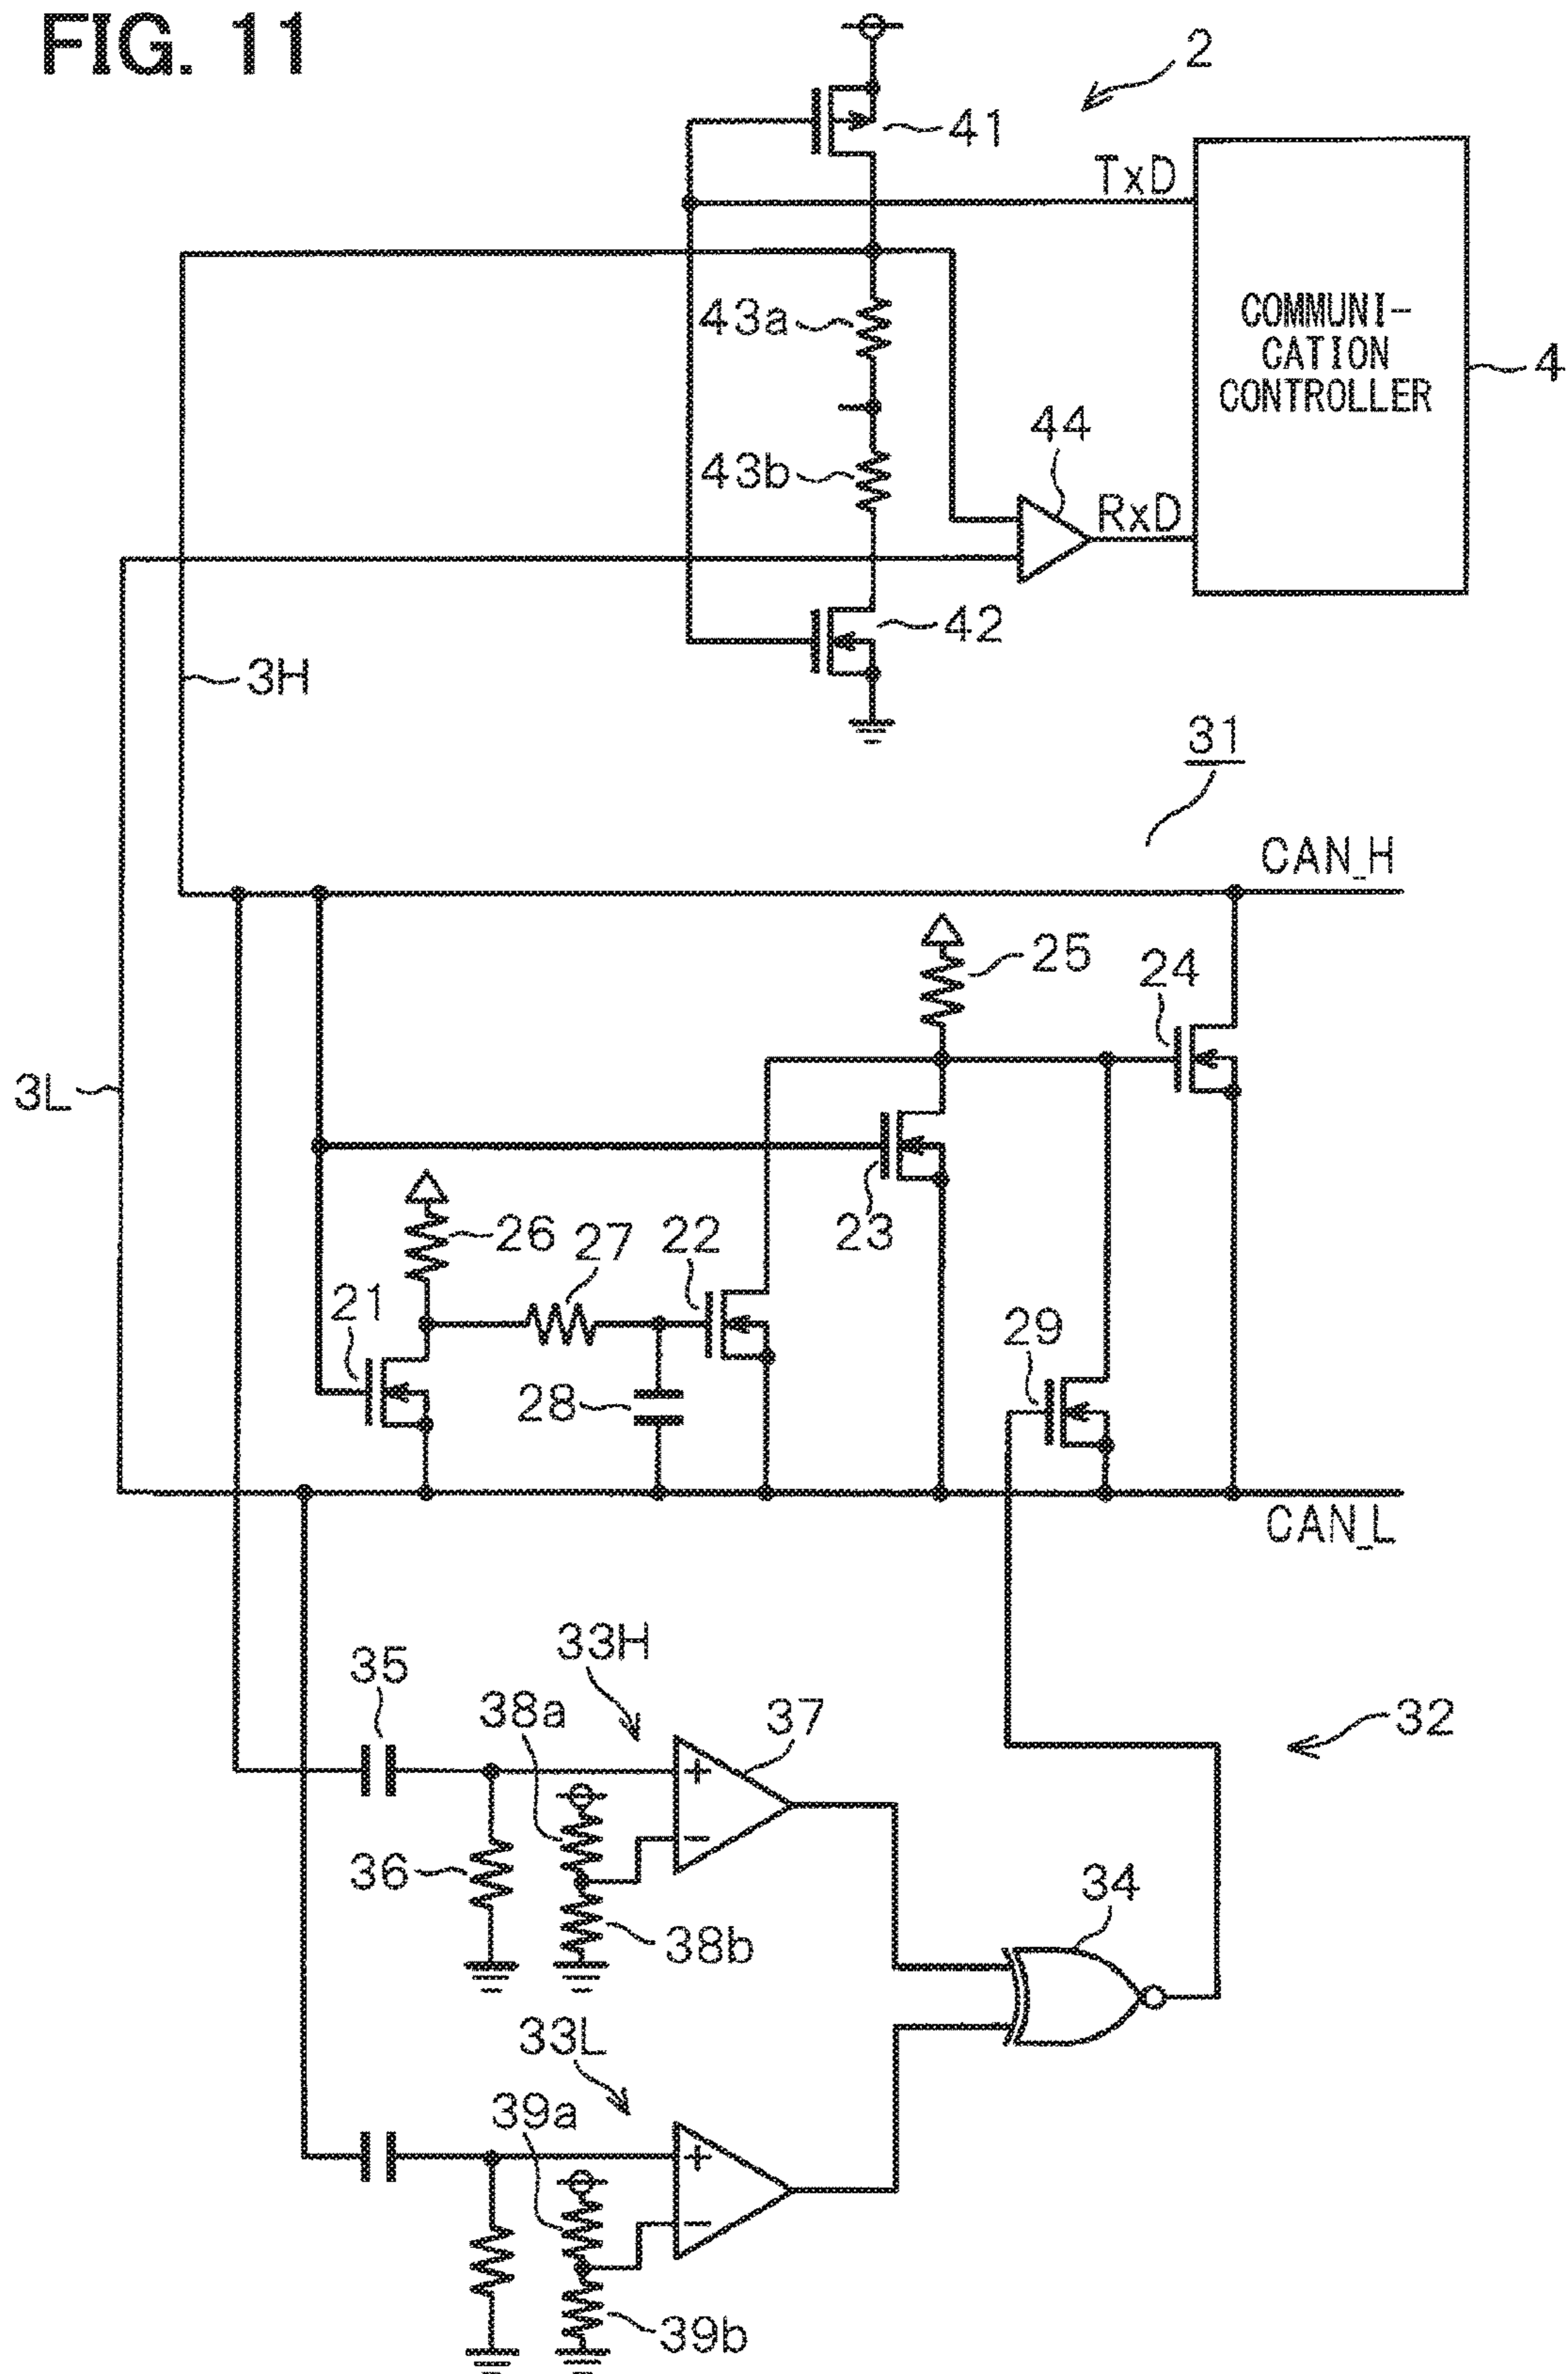 FIG. 11
2
41
TxD
43a
COMMUNI-
CATION
CONTROLLER
4
44
43b
RxD
42
3H
31
CAN_H
25
24
3L
23
26
27
22
21
29
28
CAN_L
33H
35
38a
37
32
+
−
36
34
38b
33L
39a
+
−
39b